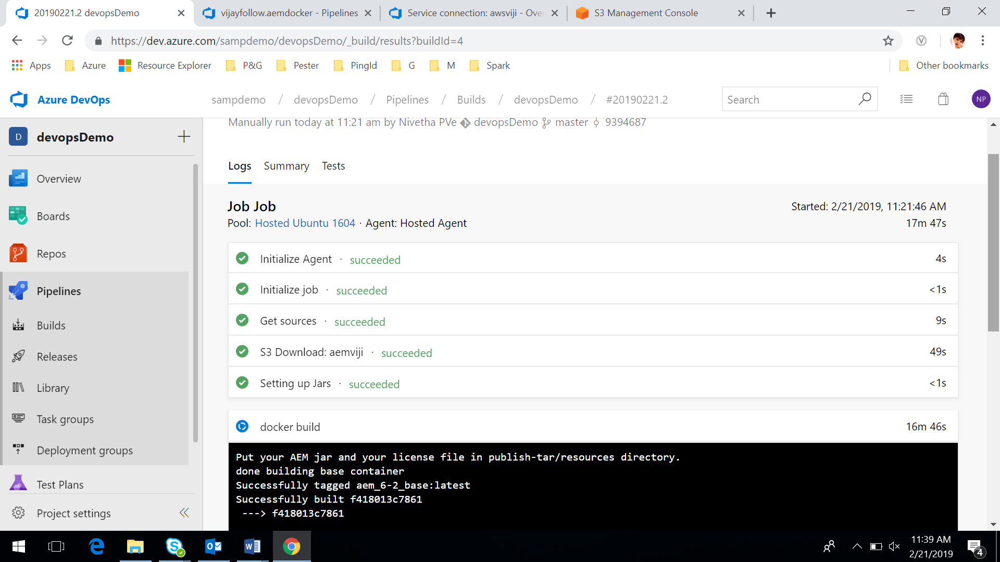 20190221.2 devopsDemo
vijayfollow.aemdocker - Pipelines
Service connection: awsviji - Over
S3 Management Console
https://dev.azure.com/sampdemo/devopsDemo/_build/results?buildId=4
V
Apps
Azure
Resource Explorer
P&G
Pester
PingId
G
M
Spark
Other bookmarks
Azure DevOps
sampdemo / devopsDemo / Pipelines / Builds / devopsDemo / #20190221.2
Search
NP
D
devopsDemo
Overview
Boards
Repos
Pipelines
Builds
Releases
Library
Task groups
Deployment groups
Test Plans
Project settings
Manually run today at 11:21 am by Nivetha PVe devopsDemo master 9394687
Logs Summary Tests
Job Job
Started: 2/21/2019, 11:21:46 AM
Pool: Hosted Ubuntu 1604 · Agent: Hosted Agent
17m 47s
Initialize Agent · succeeded 4s
Initialize job · succeeded <1s
Get sources · succeeded 9s
S3 Download: aemviji · succeeded 49s
Setting up Jars · succeeded <1s
docker build 16m 46s
Put your AEM jar and your license file in publish-tar/resources directory.
done building base container
Successfully tagged aem_6-2_base:latest
Successfully built f418013c7861
---> f418013c7861
11:39 AM
2/21/2019
4